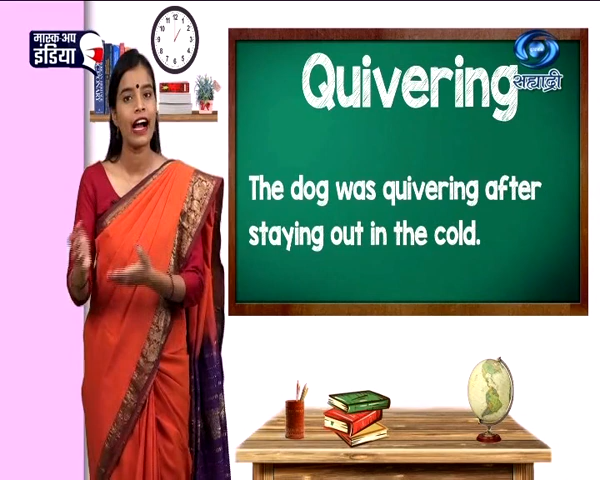 मास्क अप
इंडिया
सह्याद्री
Quivering
The dog was quivering after
staying out in the cold.